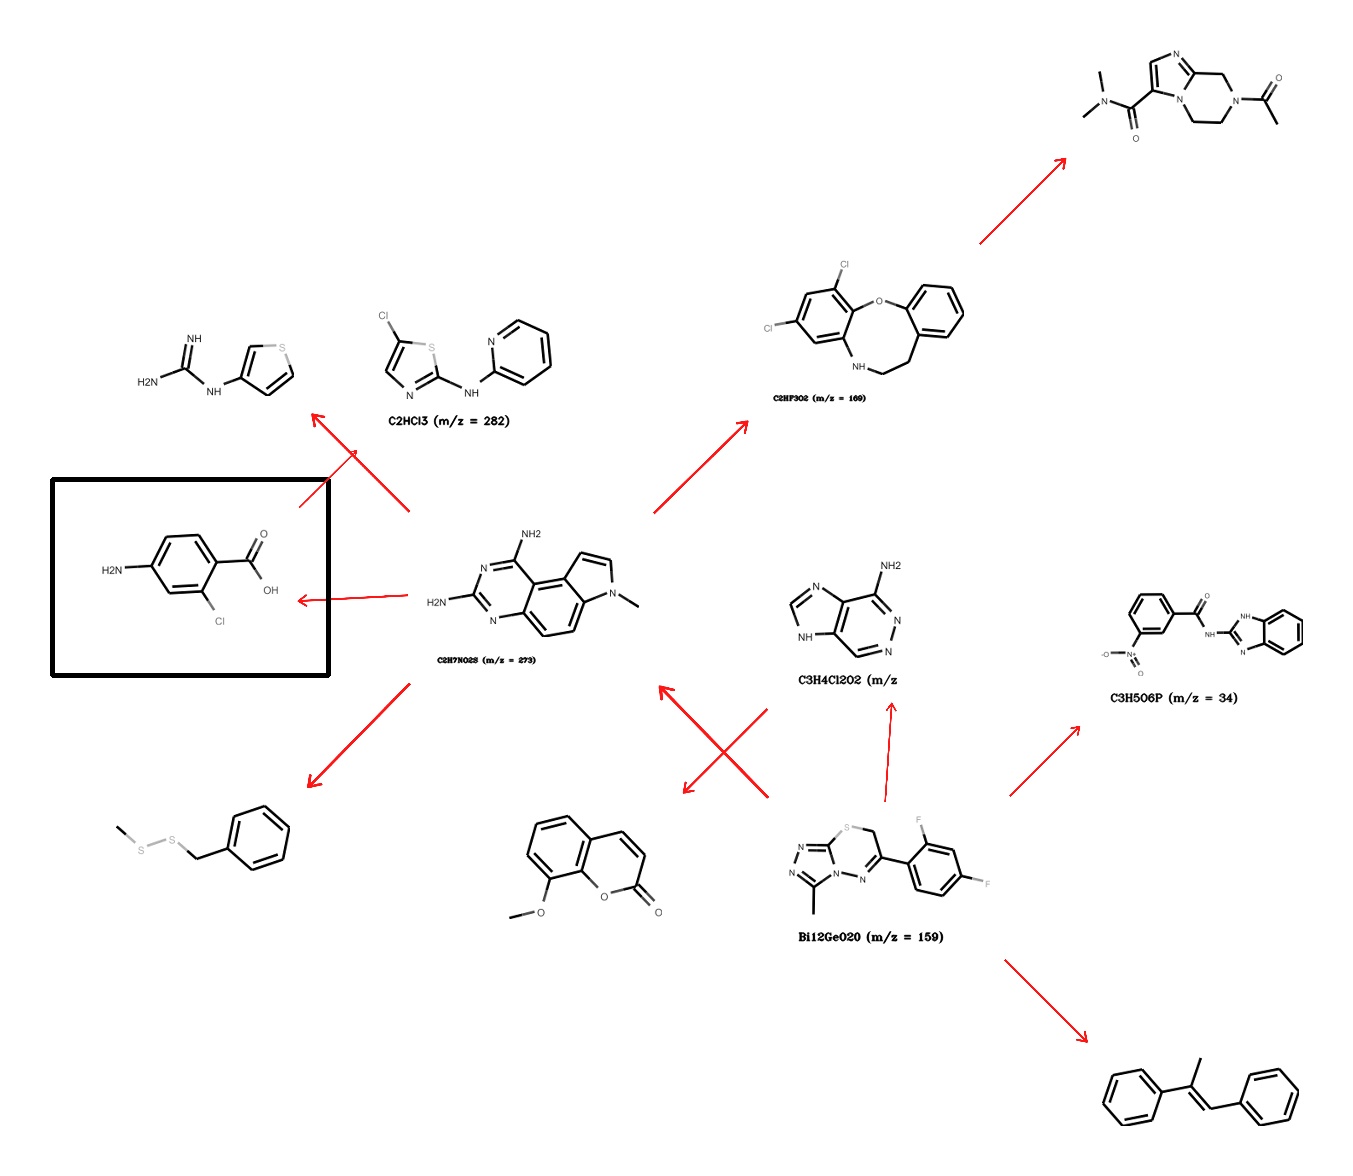 N
N
N
N
O
O
Cl
Cl
O
NH
C2HF3O2 (m/z = 169)
NH
H2N
NH
S
Cl
S
N
N
NH
C2HCl3 (m/z = 282)
H2N
O
OH
Cl
NH2
N
H2N
N
N
C2H7NO2S (m/z = 273)
NH2
N
N
NH
N
C3H4Cl2O2 (m/z
O
NH
NH
N
-O
N+
O
C3H5O6P (m/z = 34)
S
S
O
O
O
S
F
N
N
N
N
F
Bi12GeO20 (m/z = 159)